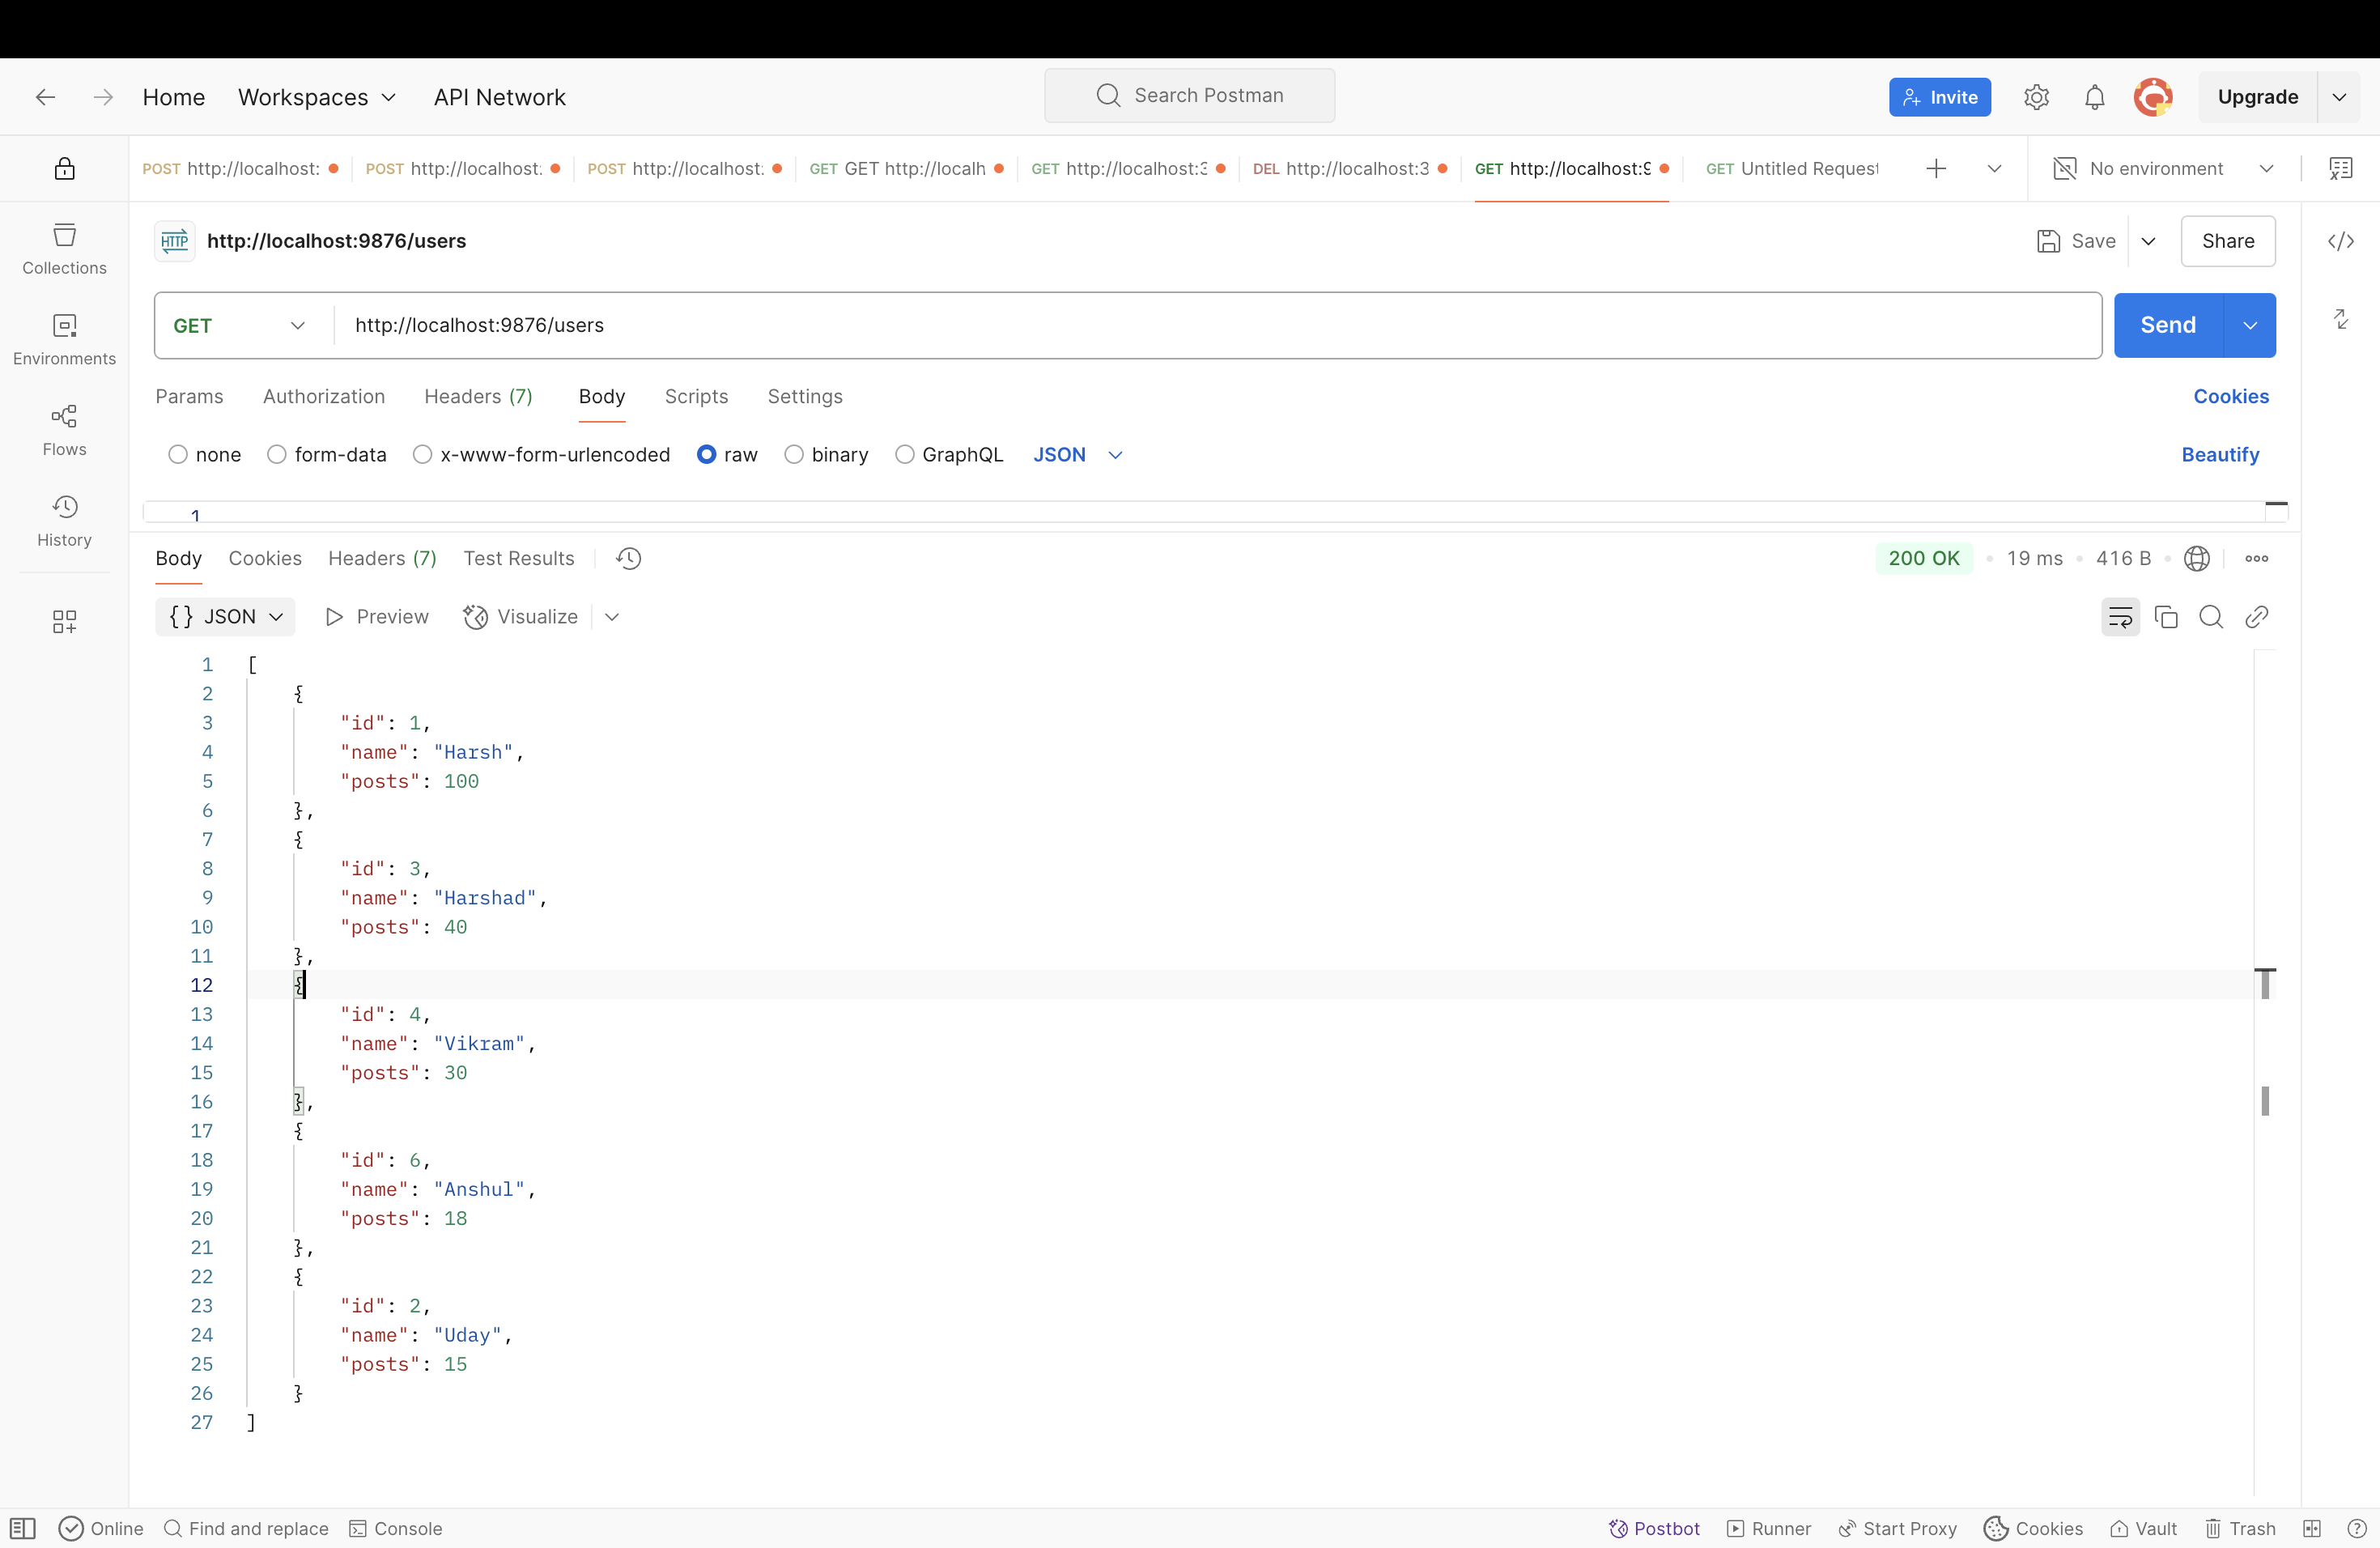 Home Workspaces API Network Search Postman Invite Upgrade
POST http://localhost: POST http://localhost: POST http://localhost: GET GET http://localh GET http://localhost:3 DEL http://localhost:3 GET http://localhost:9 GET Untitled Request No environment
HTTP http://localhost:9876/users Save Share
Collections
GET http://localhost:9876/users Send
Environments
Params Authorization Headers (7) Body Scripts Settings Cookies
Flows
none form-data x-www-form-urlencoded raw binary GraphQL JSON Beautify
1
History
Body Cookies Headers (7) Test Results 200 OK 19 ms 416 B
{} JSON Preview Visualize
1 [
2 {
3 "id": 1,
4 "name": "Harsh",
5 "posts": 100
6 },
7 {
8 "id": 3,
9 "name": "Harshad",
10 "posts": 40
11 },
12 {
13 "id": 4,
14 "name": "Vikram",
15 "posts": 30
16 },
17 {
18 "id": 6,
19 "name": "Anshul",
20 "posts": 18
21 },
22 {
23 "id": 2,
24 "name": "Uday",
25 "posts": 15
26 }
27 ]
Online Find and replace Console Postbot Runner Start Proxy Cookies Vault Trash